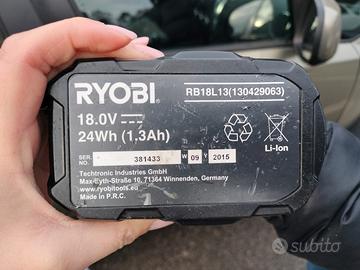 RYOBI
RB18L13(130429063)
18.0V
24Wh (1.3Ah)
SER. NO. 381433 W 09 Y 2015
Li-Ion
Techtronic Industries GmbH
Max-Eyth-Straße 10, 71364 Winnenden, Germany
www.ryobitools.eu
Made in P.R.C.
subito